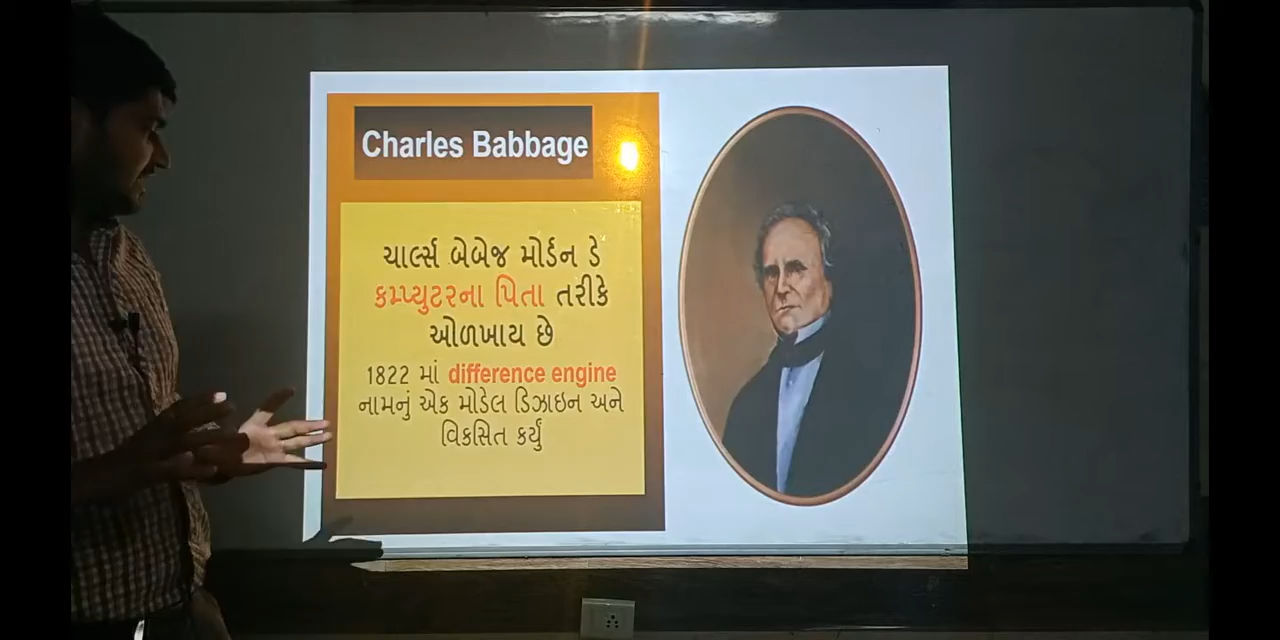 Charles Babbage
ચાર્લ્સ બેબેજ મોર્ડન ડે
કમ્પ્યુટરના પિતા તરીકે
ઓળખાય છે
1822 માં difference engine
નામનું એક મોડેલ ડિઝાઇન અને
વિકસિત કર્યું